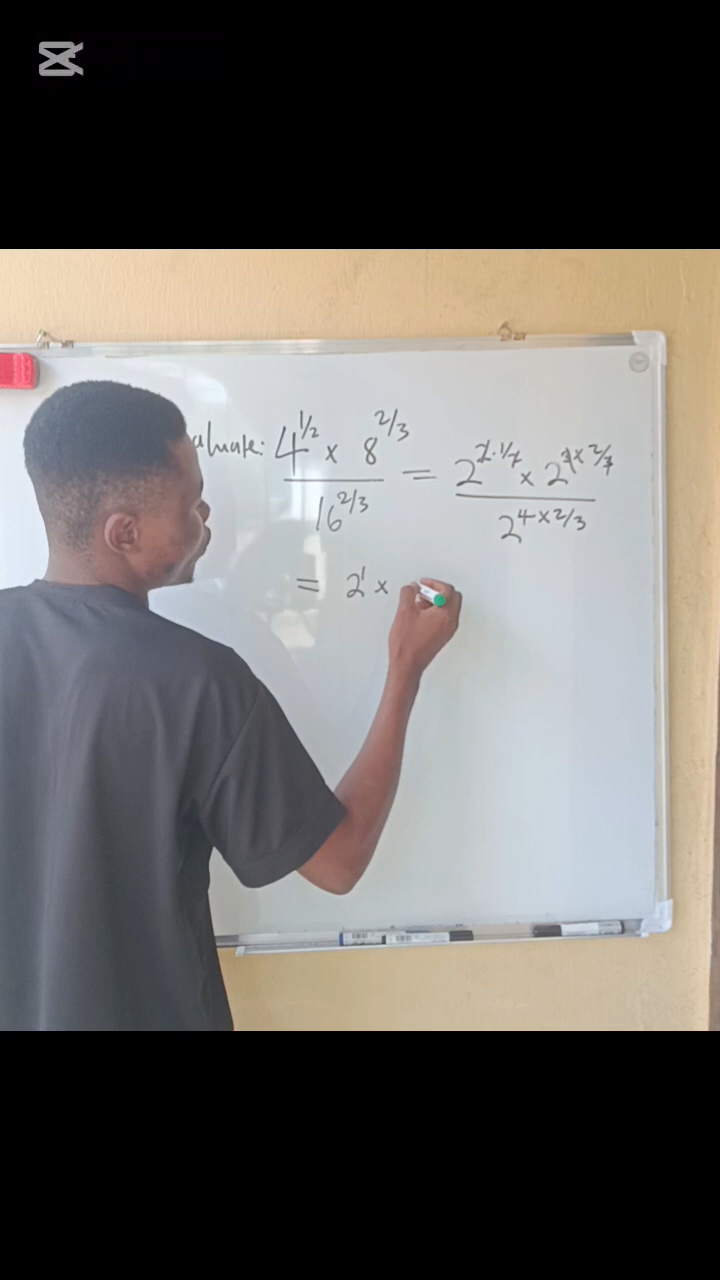 4^1/2 × 8^2/3 / 16^2/3 = 2^2·1/2 × 2^3×2/3 / 2^4×2/3
= 2^1 ×